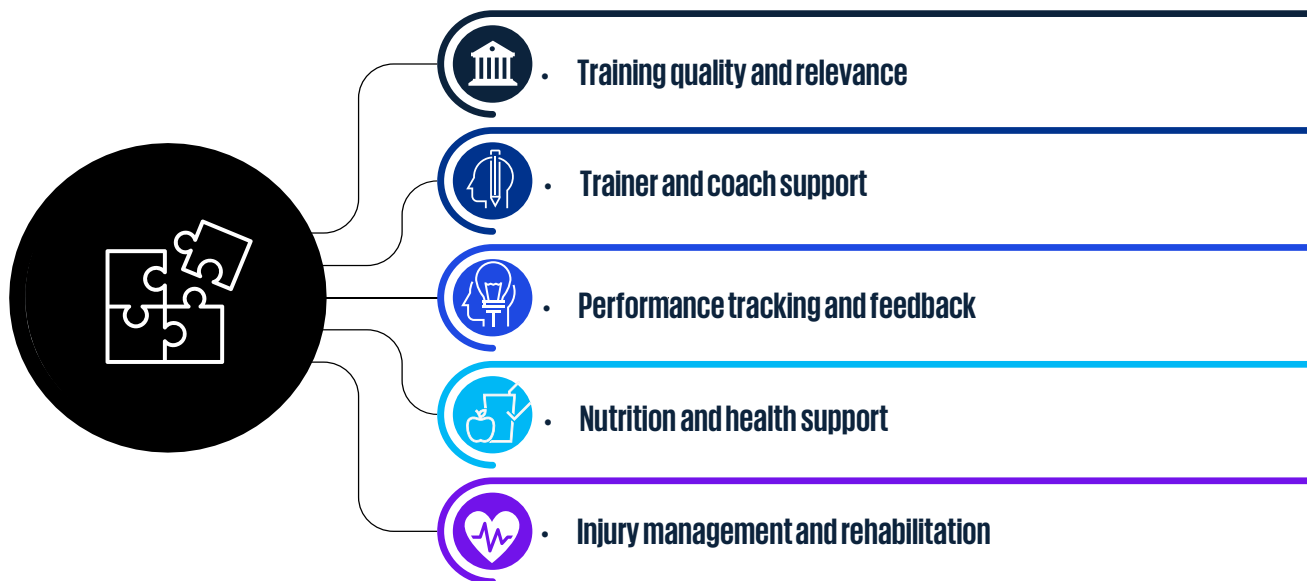 • Training quality and relevance
• Trainer and coach support
• Performance tracking and feedback
• Nutrition and health support
• Injury management and rehabilitation